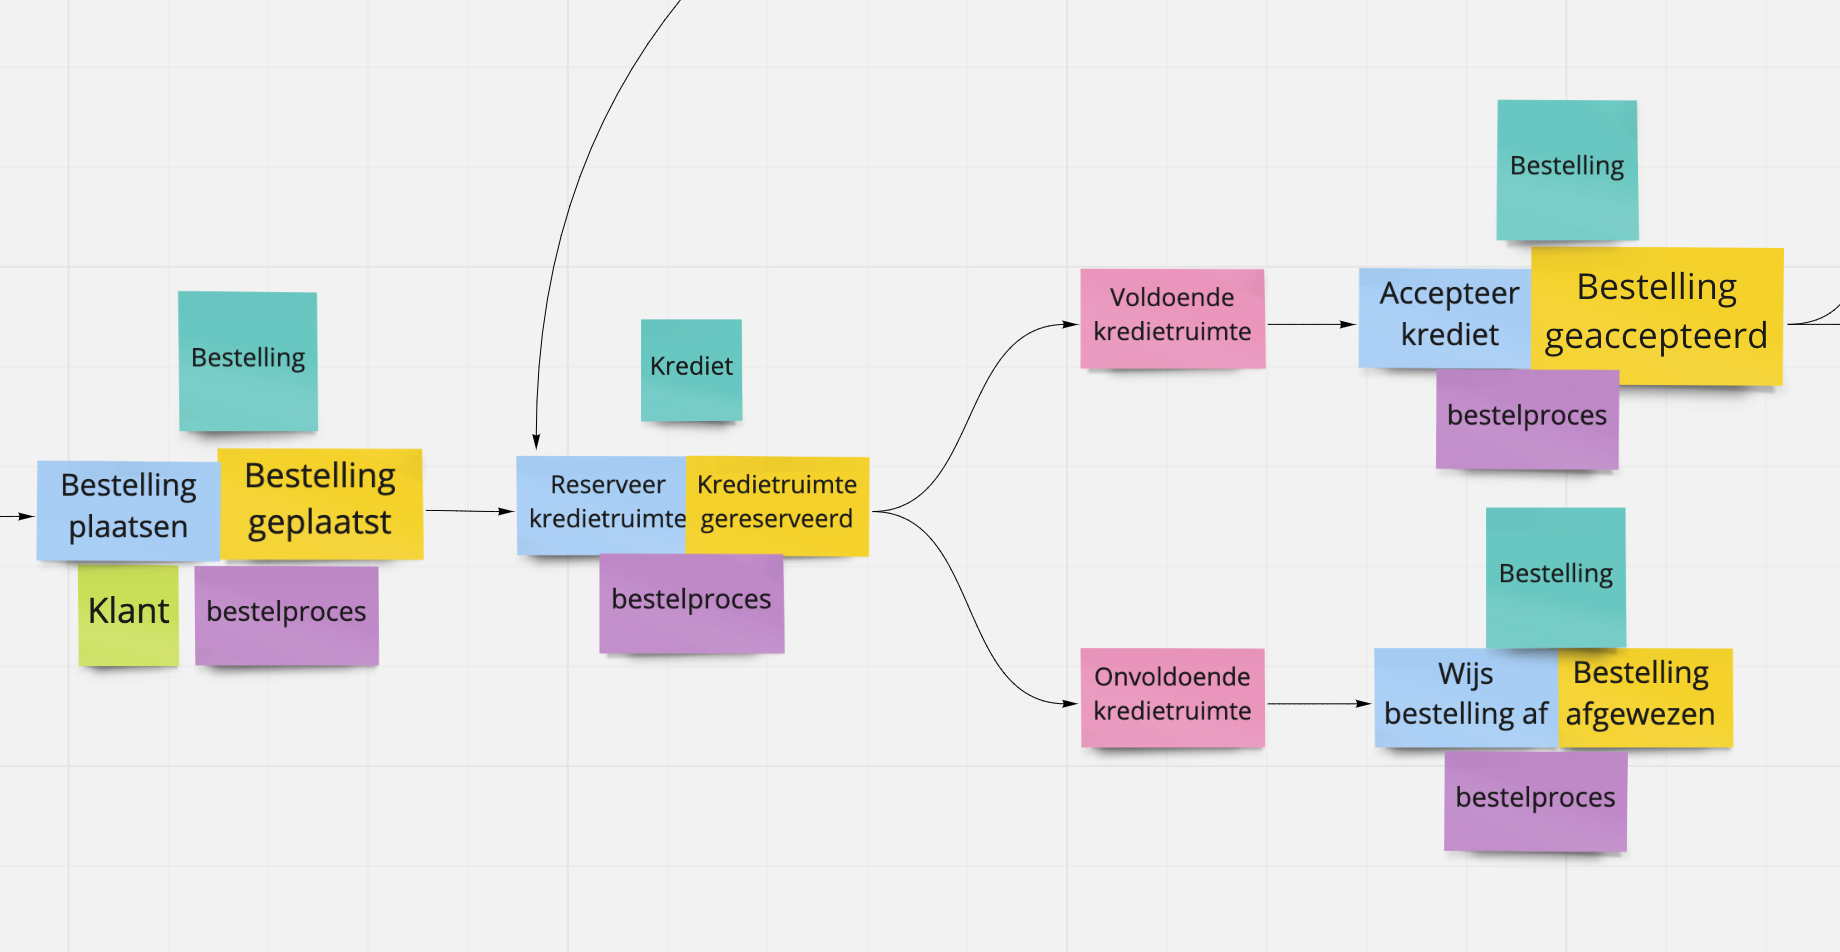 Bestelling
Bestelling
plaatsen
Bestelling
geplaatst
Klant
bestelproces
Krediet
Reserveer
kredietruimte
Kredietruimte
gereserveerd
bestelproces
Voldoende
kredietruimte
Bestelling
Accepteer
krediet
Bestelling
geaccepteerd
bestelproces
Onvoldoende
kredietruimte
Bestelling
Wijs
bestelling af
Bestelling
afgewezen
bestelproces